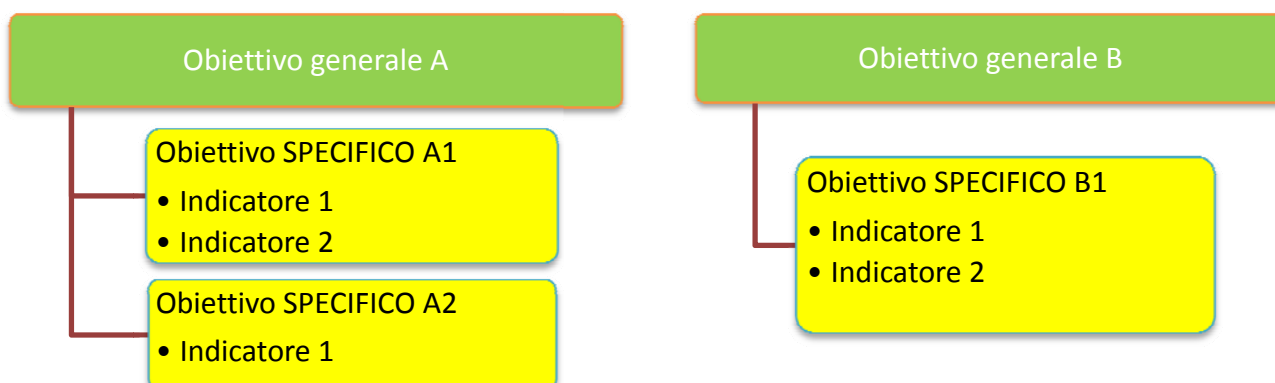 Obiettivo generale A
Obiettivo SPECIFICO A1
• Indicatore 1
• Indicatore 2
Obiettivo SPECIFICO A2
• Indicatore 1
Obiettivo generale B
Obiettivo SPECIFICO B1
• Indicatore 1
• Indicatore 2